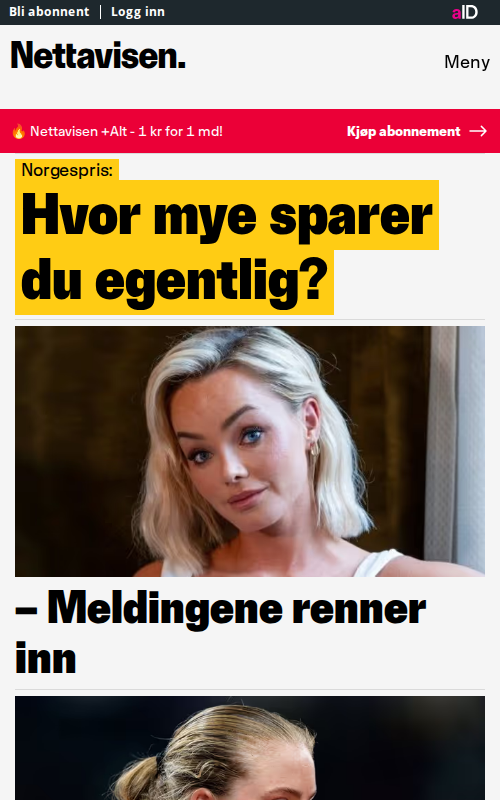 Bli abonnent
Logg inn
aID
Nettavisen.
Meny
🔥 Nettavisen +Alt - 1 kr for 1 md!
Kjøp abonnement →
Norgespris:
Hvor mye sparer
du egentlig?
– Meldingene renner
inn